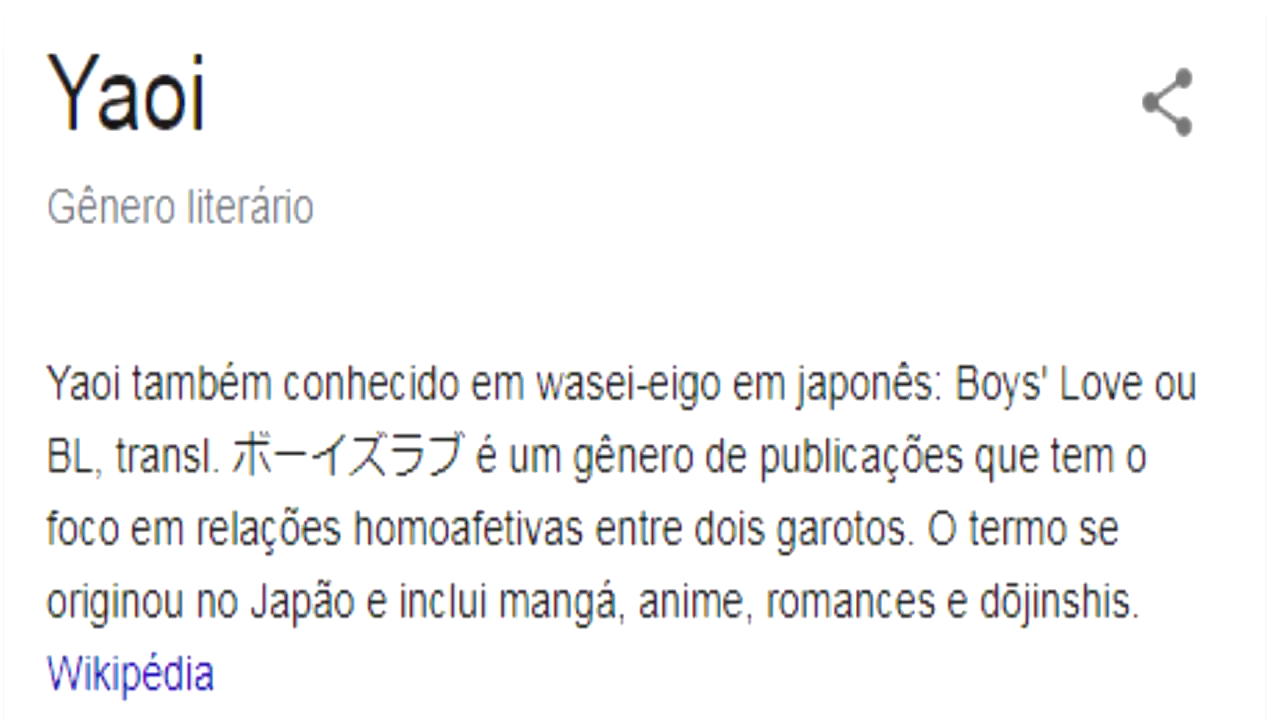 Yaoi
Gênero literário
Yaoi também conhecido em wasei-eigo em japonês: Boys' Love ou
BL, transl. ボーイズラブ é um gênero de publicações que tem o
foco em relações homoafetivas entre dois garotos. O termo se
originou no Japão e inclui mangá, anime, romances e dōjinshis.
Wikipédia